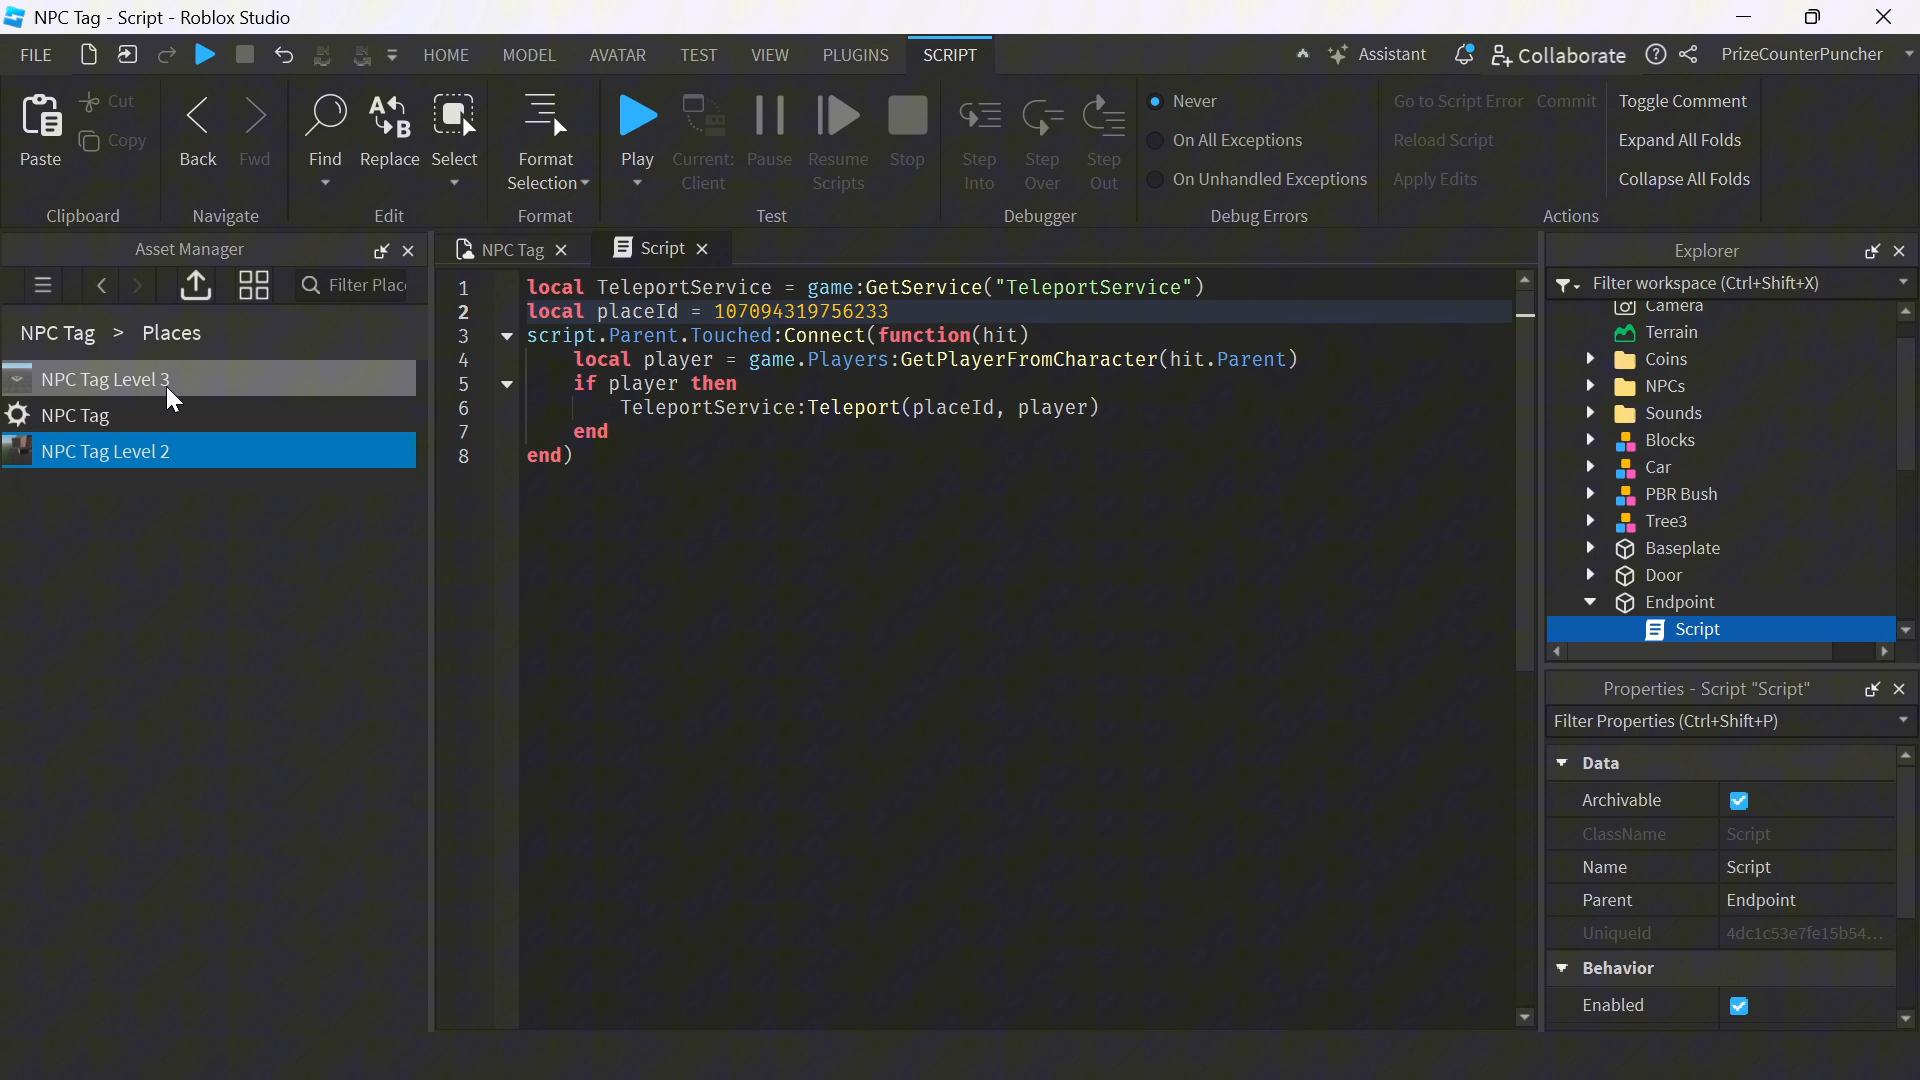 NPC Tag - Script - Roblox Studio
FILE HOME MODEL AVATAR TEST VIEW PLUGINS SCRIPT Assistant Collaborate PrizeCounterPuncher
Paste Cut Copy
Clipboard
Back Fwd
Navigate
Find Replace Select
Edit
Format Selection
Format
Play Current: Client Pause Resume Scripts Stop
Test
Step Into Step Over Step Out
Debugger
Never
On All Exceptions
On Unhandled Exceptions
Debug Errors
Go to Script Error Commit Toggle Comment
Reload Script Expand All Folds
Apply Edits Collapse All Folds
Actions
Asset Manager
Filter Plac
NPC Tag > Places
NPC Tag Level 3
NPC Tag
NPC Tag Level 2
NPC Tag Script
1 local TeleportService = game:GetService("TeleportService")
2 local placeId = 107094319756233
3 script.Parent.Touched:Connect(function(hit)
4 local player = game.Players:GetPlayerFromCharacter(hit.Parent)
5 if player then
6 TeleportService:Teleport(placeId, player)
7 end
8 end)
Explorer
Filter workspace (Ctrl+Shift+X)
Camera
Terrain
Coins
NPCs
Sounds
Blocks
Car
PBR Bush
Tree3
Baseplate
Door
Endpoint
Script
Properties - Script "Script"
Filter Properties (Ctrl+Shift+P)
Data
Archivable
ClassName Script
Name Script
Parent Endpoint
UniqueId 4dc1c53e7fe15b54...
Behavior
Enabled